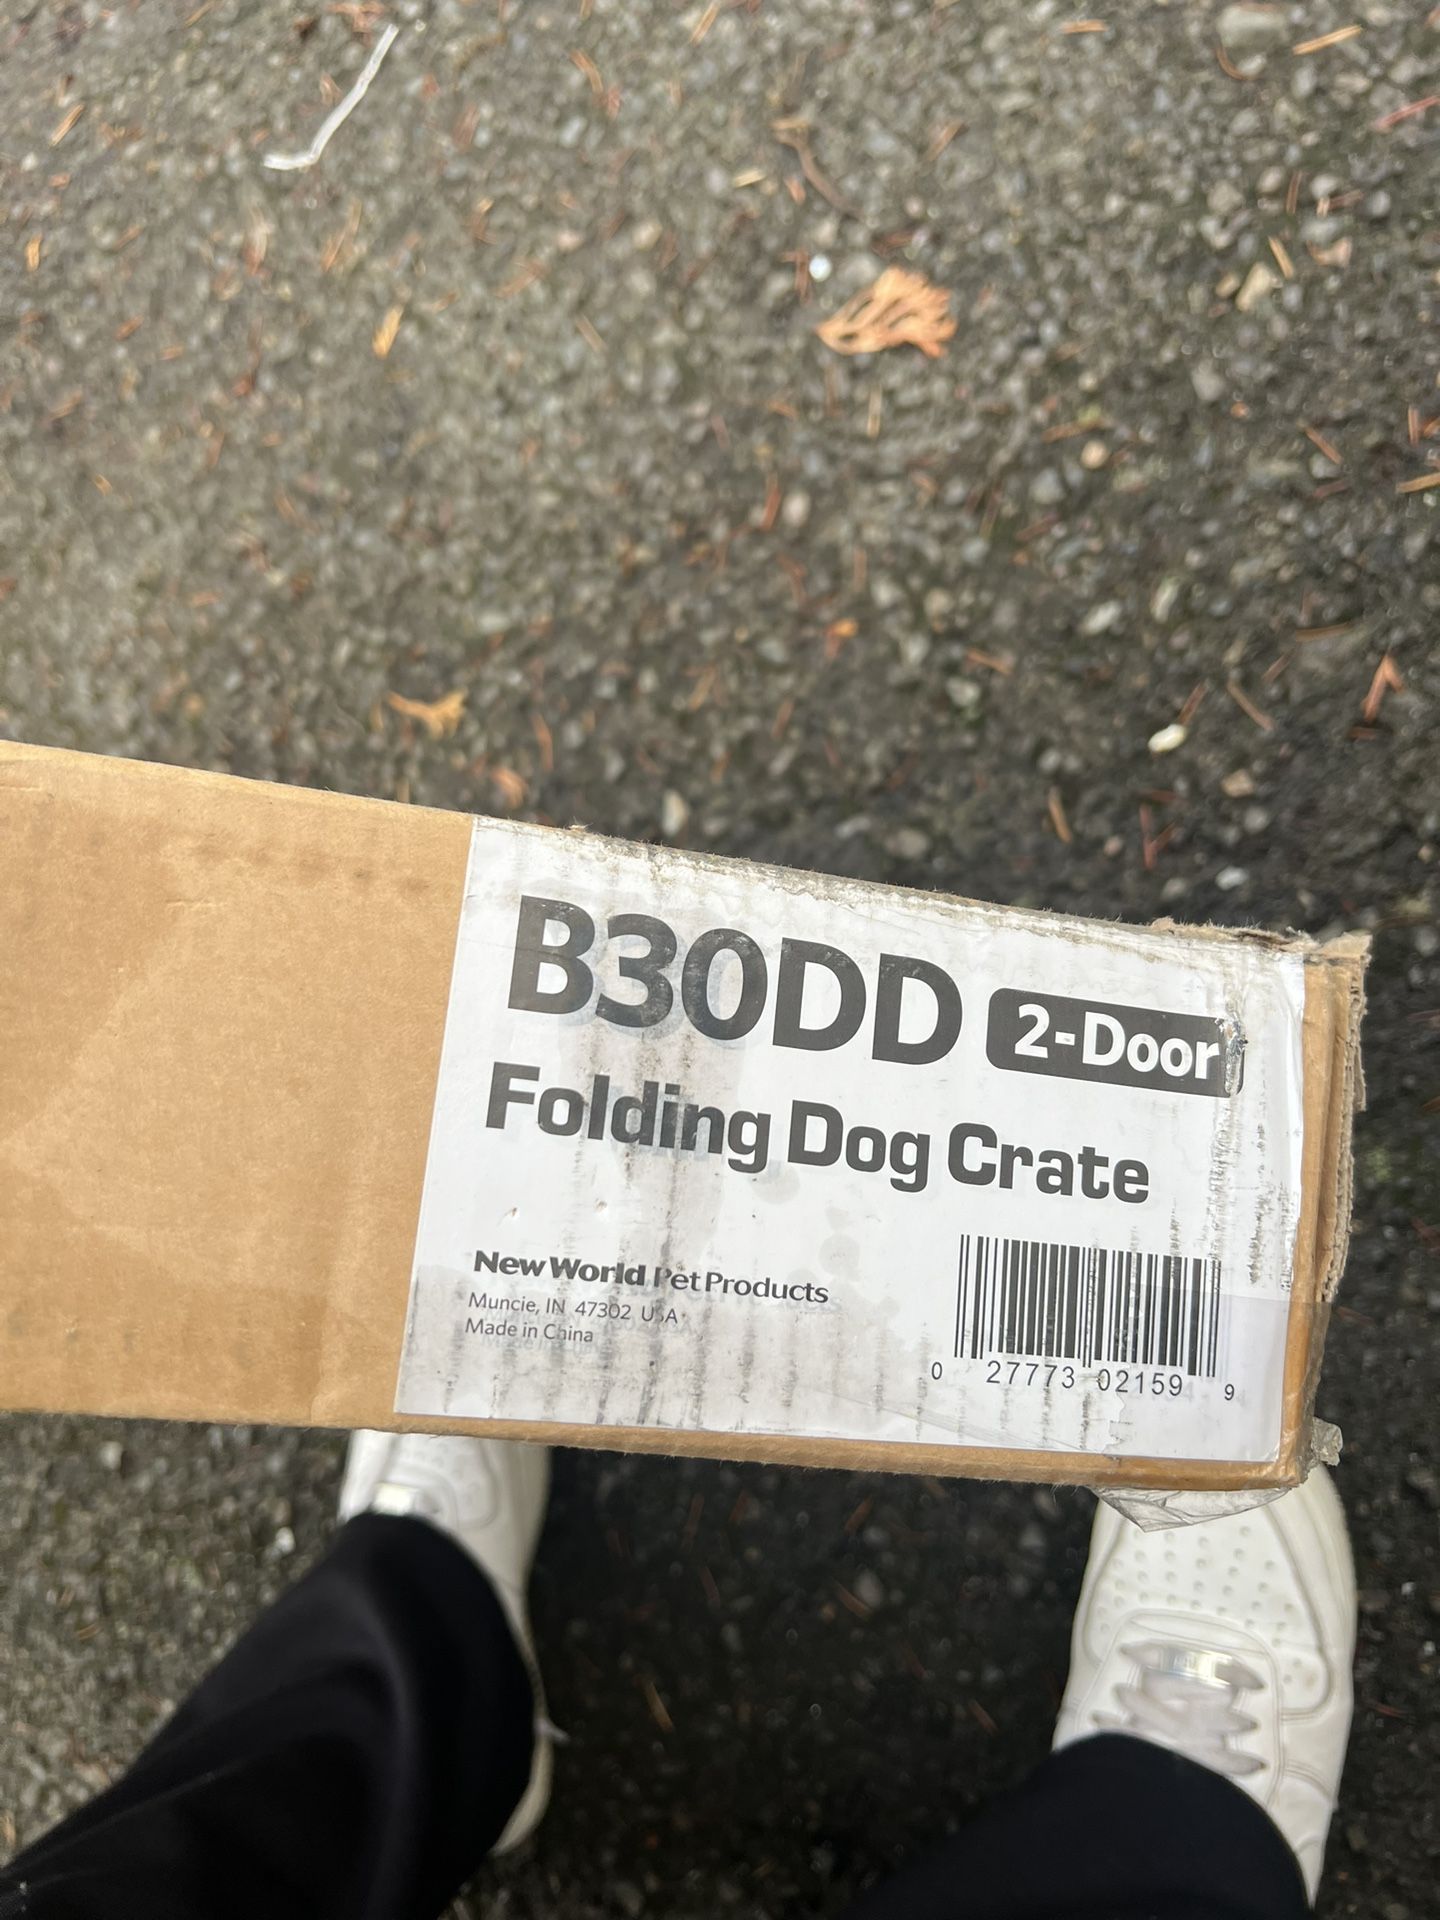 B30DD 2-Door
Folding Dog Crate
New World Pet Products
Muncie, IN 47302 USA
Made in China
0 27773 02159 9